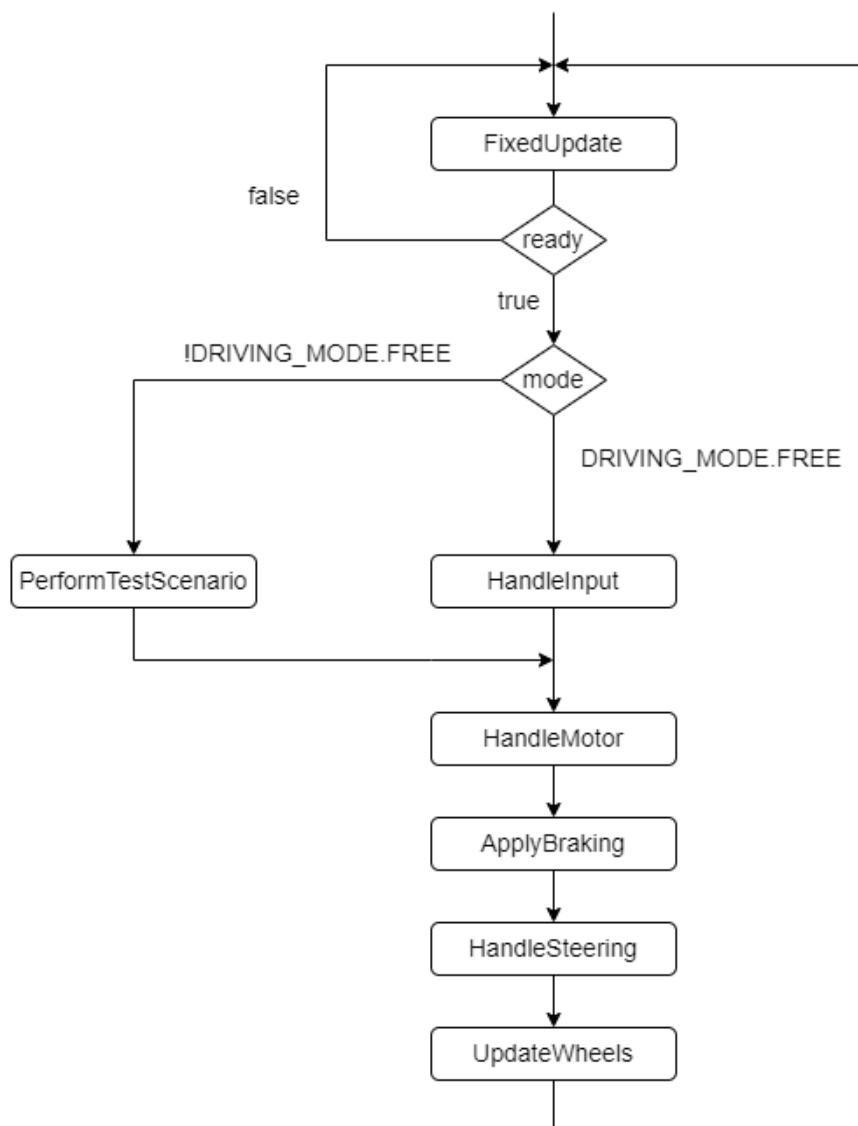 FixedUpdate
false
ready
true
!DRIVING_MODE.FREE
mode
DRIVING_MODE.FREE
PerformTestScenario
HandleInput
HandleMotor
ApplyBraking
HandleSteering
UpdateWheels